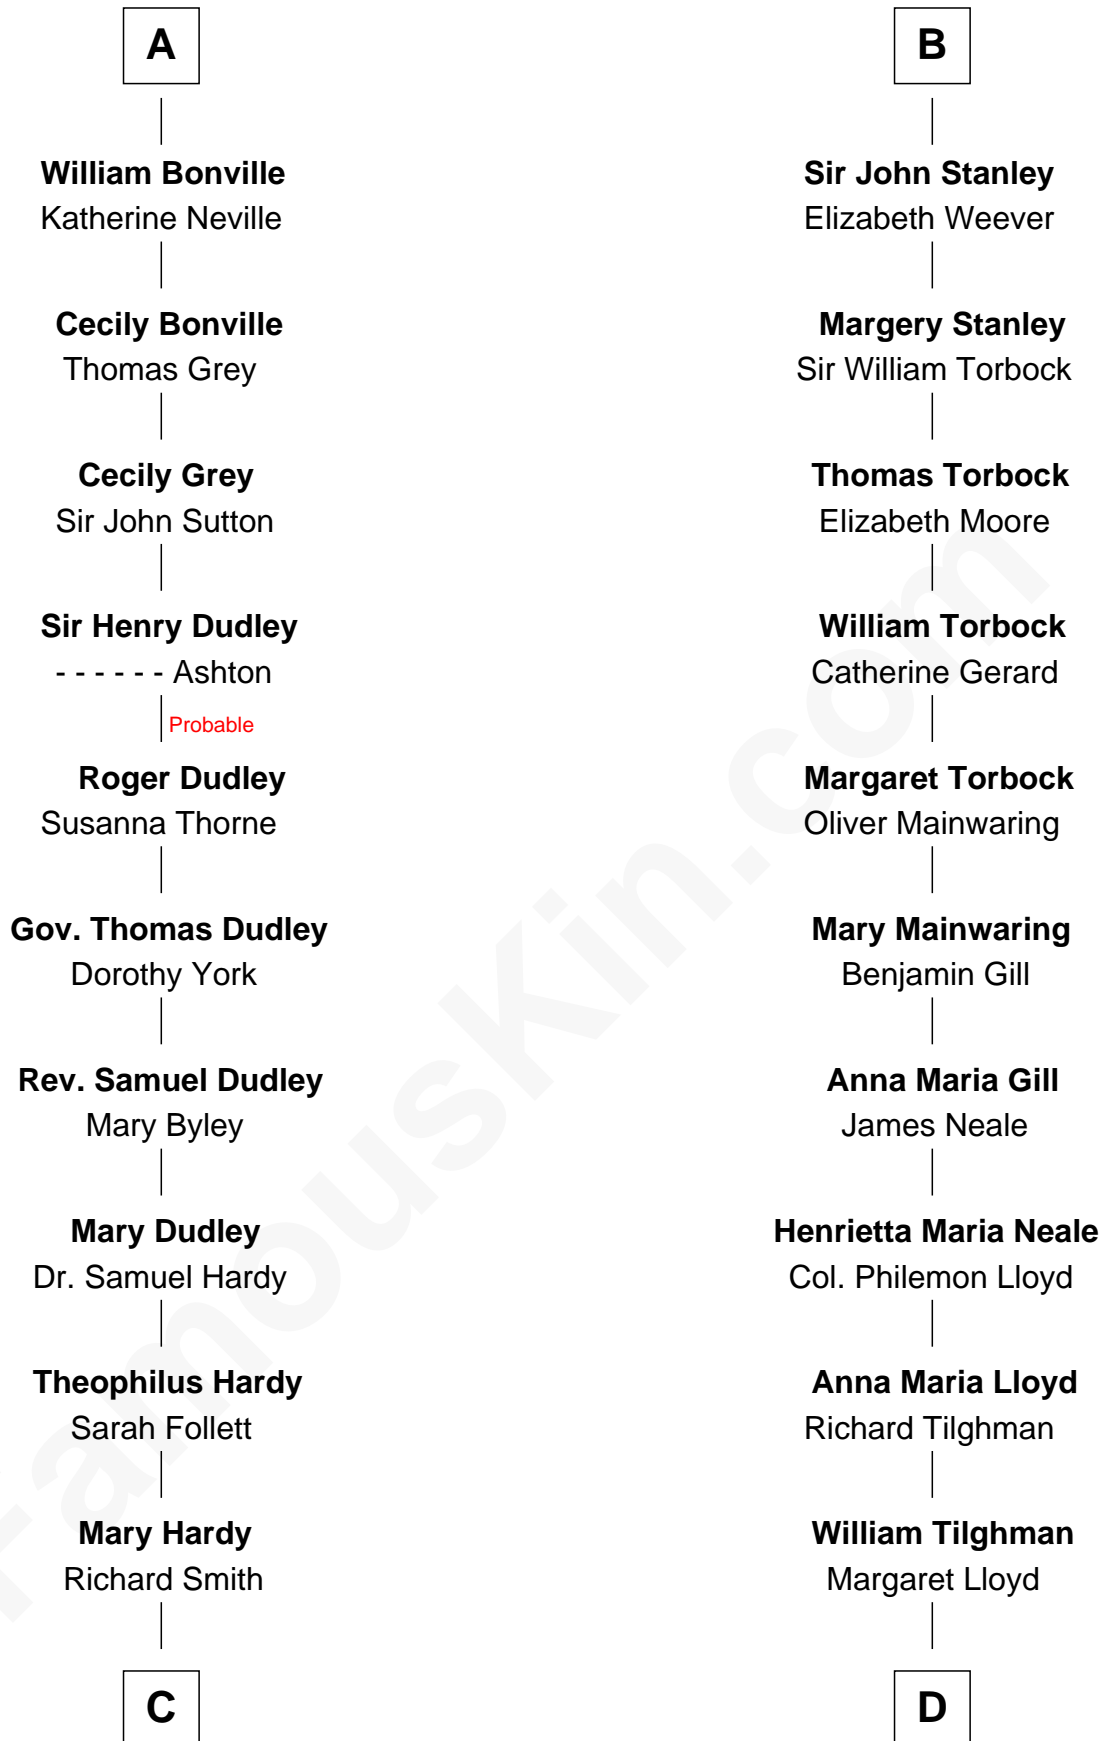 A
William Bonville
Katherine Neville
Cecily Bonville
Thomas Grey
Cecily Grey
Sir John Sutton
Sir Henry Dudley
- - - - - - Ashton
Probable
Roger Dudley
Susanna Thorne
Gov. Thomas Dudley
Dorothy York
Rev. Samuel Dudley
Mary Byley
Mary Dudley
Dr. Samuel Hardy
Theophilus Hardy
Sarah Follett
Mary Hardy
Richard Smith
C
B
Sir John Stanley
Elizabeth Weever
Margery Stanley
Sir William Torbock
Thomas Torbock
Elizabeth Moore
William Torbock
Catherine Gerard
Margaret Torbock
Oliver Mainwaring
Mary Mainwaring
Benjamin Gill
Anna Maria Gill
James Neale
Henrietta Maria Neale
Col. Philemon Lloyd
Anna Maria Lloyd
Richard Tilghman
William Tilghman
Margaret Lloyd
D
FamousKin.com